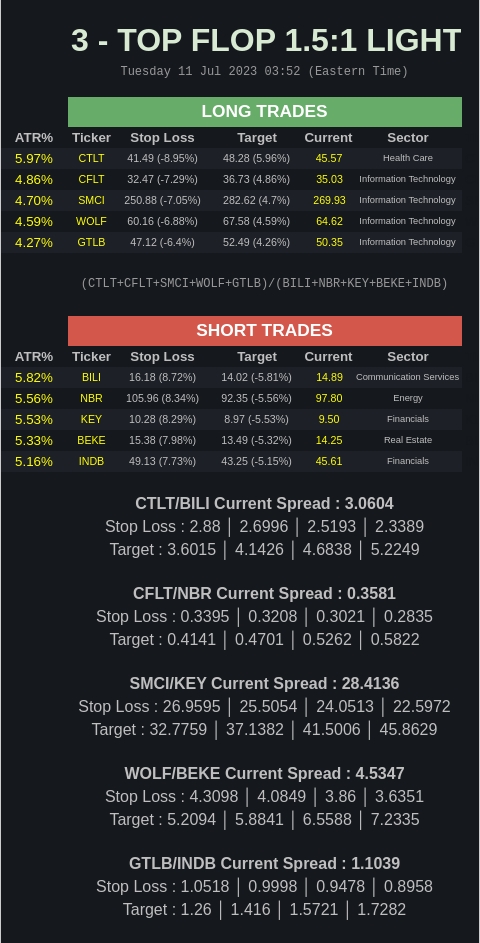 3 - TOP FLOP 1.5:1 LIGHT
Tuesday 11 Jul 2023 03:52 (Eastern Time)
LONG TRADES
ATR% Ticker Stop Loss Target Current Sector
5.97% CTLT 41.49 (-8.95%) 48.28 (5.96%) 45.57 Health Care
4.86% CFLT 32.47 (-7.29%) 36.73 (4.86%) 35.03 Information Technology
4.70% SMCI 250.88 (-7.05%) 282.62 (4.7%) 269.93 Information Technology
4.59% WOLF 60.16 (-6.88%) 67.58 (4.59%) 64.62 Information Technology
4.27% GTLB 47.12 (-6.4%) 52.49 (4.26%) 50.35 Information Technology
(CTLT+CFLT+SMCI+WOLF+GTLB)/(BILI+NBR+KEY+BEKE+INDB)
SHORT TRADES
ATR% Ticker Stop Loss Target Current Sector
5.82% BILI 16.18 (8.72%) 14.02 (-5.81%) 14.89 Communication Services
5.56% NBR 105.96 (8.34%) 92.35 (-5.56%) 97.80 Energy
5.53% KEY 10.28 (8.29%) 8.97 (-5.53%) 9.50 Financials
5.33% BEKE 15.38 (7.98%) 13.49 (-5.32%) 14.25 Real Estate
5.16% INDB 49.13 (7.73%) 43.25 (-5.15%) 45.61 Financials
CTLT/BILI Current Spread : 3.0604
Stop Loss : 2.88 │ 2.6996 │ 2.5193 │ 2.3389
Target : 3.6015 │ 4.1426 │ 4.6838 │ 5.2249
CFLT/NBR Current Spread : 0.3581
Stop Loss : 0.3395 │ 0.3208 │ 0.3021 │ 0.2835
Target : 0.4141 │ 0.4701 │ 0.5262 │ 0.5822
SMCI/KEY Current Spread : 28.4136
Stop Loss : 26.9595 │ 25.5054 │ 24.0513 │ 22.5972
Target : 32.7759 │ 37.1382 │ 41.5006 │ 45.8629
WOLF/BEKE Current Spread : 4.5347
Stop Loss : 4.3098 │ 4.0849 │ 3.86 │ 3.6351
Target : 5.2094 │ 5.8841 │ 6.5588 │ 7.2335
GTLB/INDB Current Spread : 1.1039
Stop Loss : 1.0518 │ 0.9998 │ 0.9478 │ 0.8958
Target : 1.26 │ 1.416 │ 1.5721 │ 1.7282